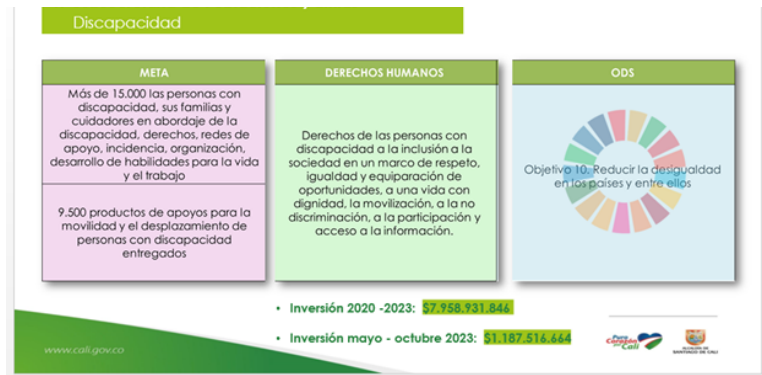 Discapacidad
META
Más de 15.000 las personas con
discapacidad, sus familias y
cuidadores en abordaje de la
discapacidad, derechos, redes de
apoyo, incidencia, organización,
desarrollo de habilidades para la vida
y el trabajo
9.500 productos de apoyos para la
movilidad y el desplazamiento de
personas con discapacidad
entregados
DERECHOS HUMANOS
Derechos de las personas con
discapacidad a la inclusión a la
sociedad en un marco de respeto,
igualdad y equiparación de
oportunidades, a una vida con
dignidad, la movilización, a la no
discriminación, a la participación y
acceso a la información.
ODS
Objetivo 10. Reducir la desigualdad
en los países y entre ellos
• Inversión 2020 -2023: $7.958.931.846
• Inversión mayo - octubre 2023: $1.187.516.664
www.cali.gov.co
Puro
Corazón
por
Cali
ALCALDÍA DE
SANTIAGO DE CALI